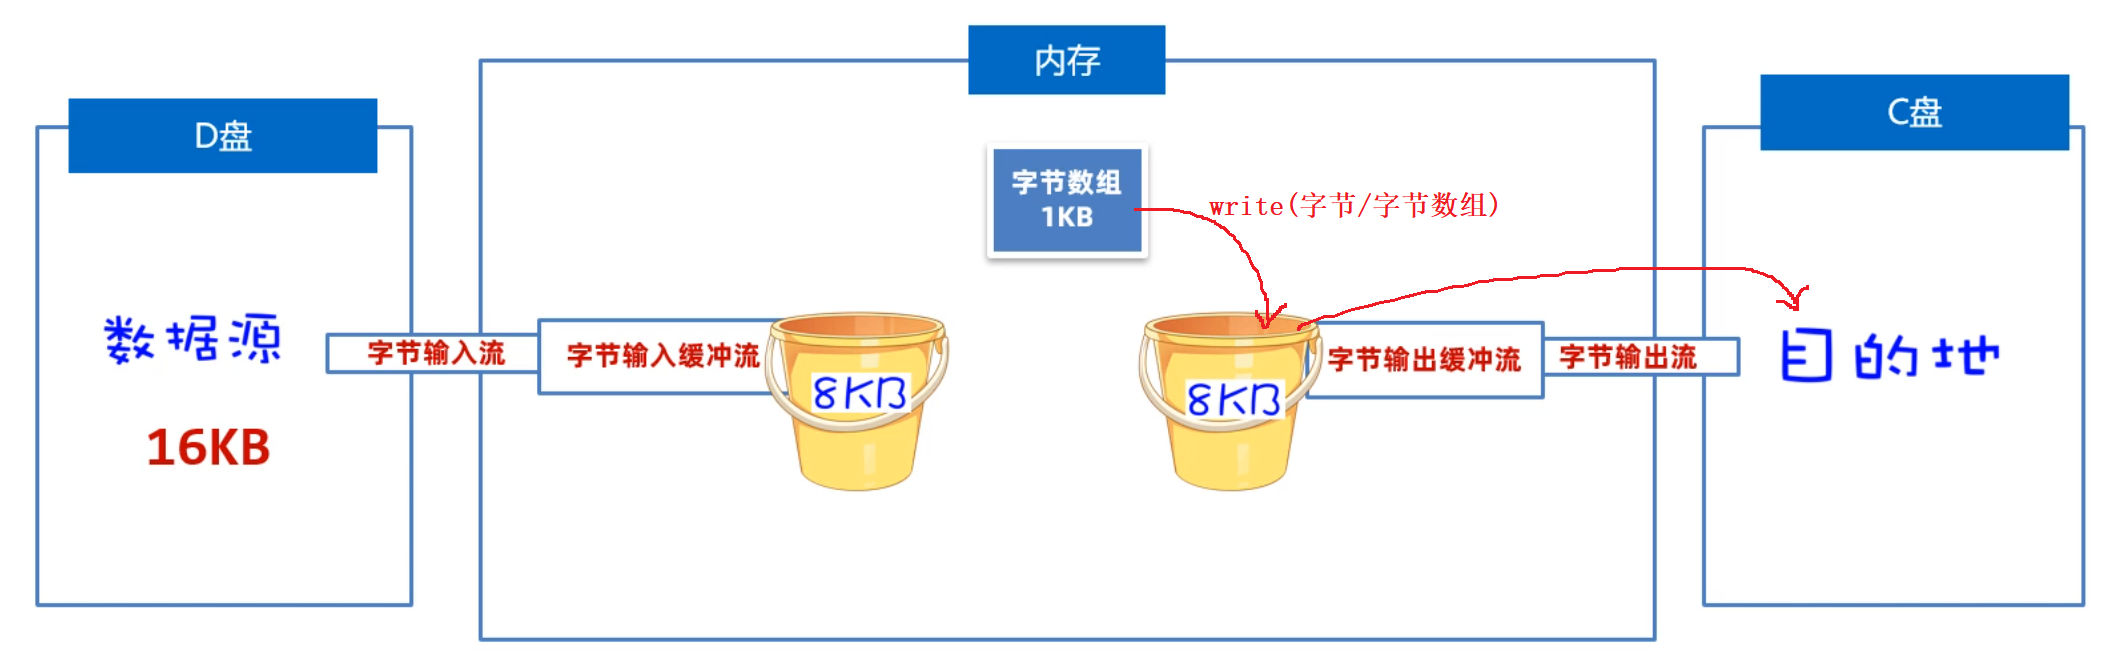 内存
D盘
C盘
字节数组
1KB
write(字节/字节数组)
数据源
字节输入流
字节输入缓冲流
8KB
8KB
字节输出缓冲流
字节输出流
目的地
16KB